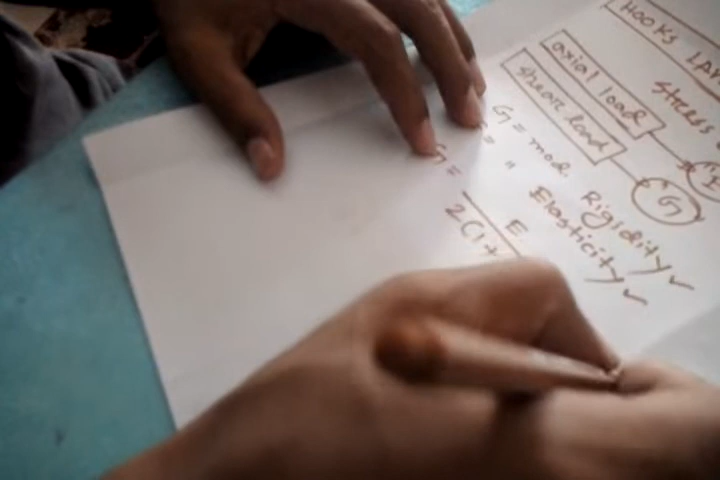 HOOKS LAW
STRESS
axial load
shear load
G
G = mod. Rigidity ✓
= " Elasticity ✓
G = E
2(1+